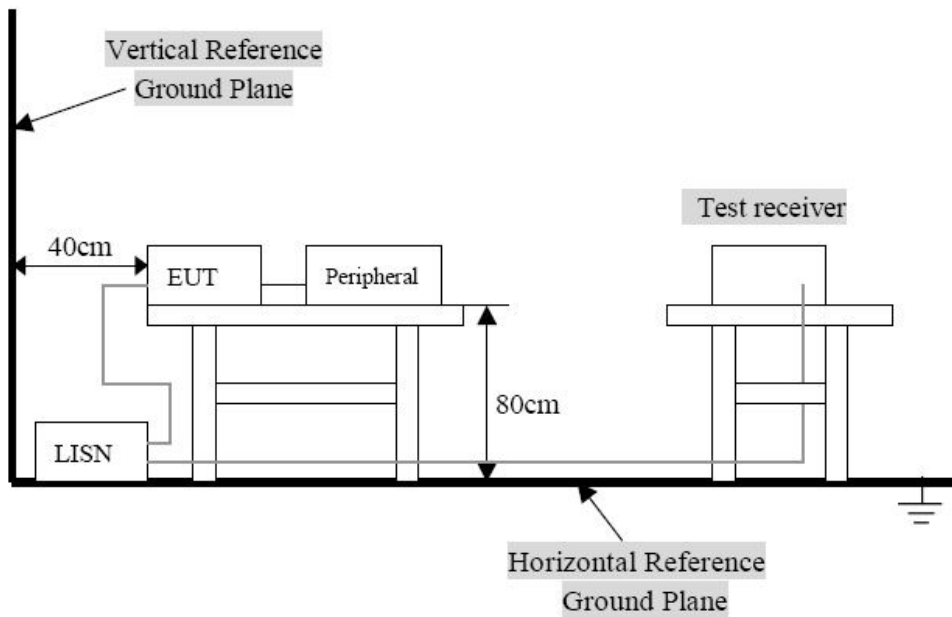 Vertical Reference
Ground Plane
Test receiver
40cm
EUT
Peripheral
80cm
LISN
Horizontal Reference
Ground Plane